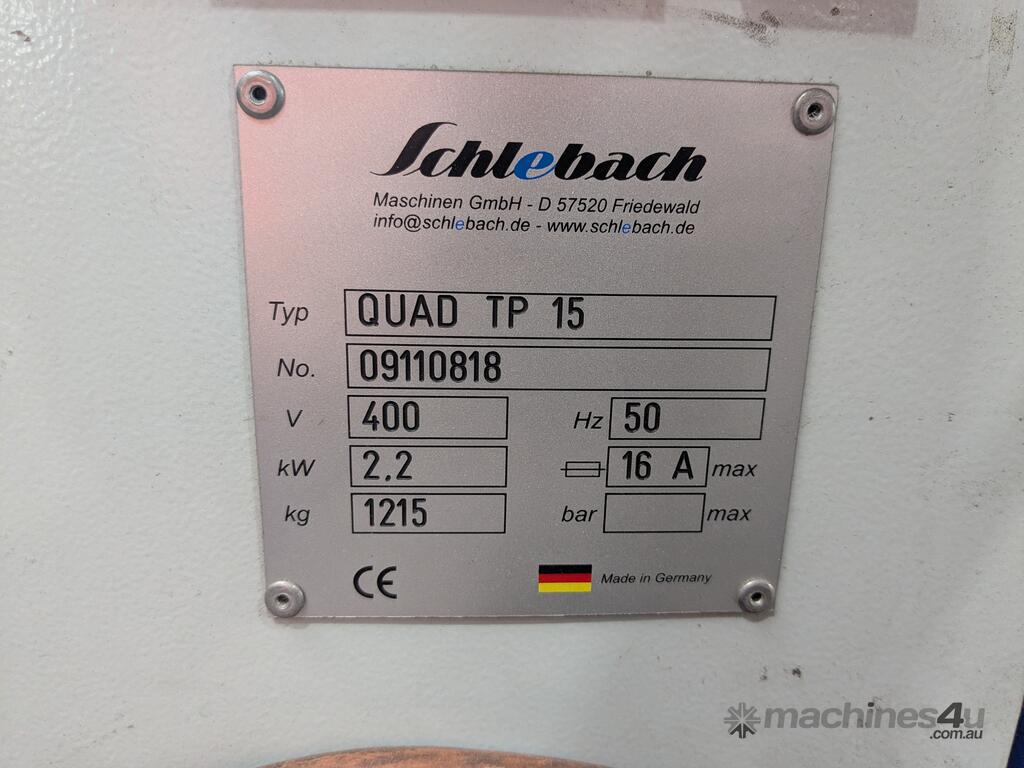 Schlebach
Maschinen GmbH - D 57520 Friedewald
info@schlebach.de - www.schlebach.de
Typ QUAD TP 15
No. 09110818
V 400 Hz 50
kW 2.2 16 A max
kg 1215 bar max
CE Made in Germany
machines4u
.com.au